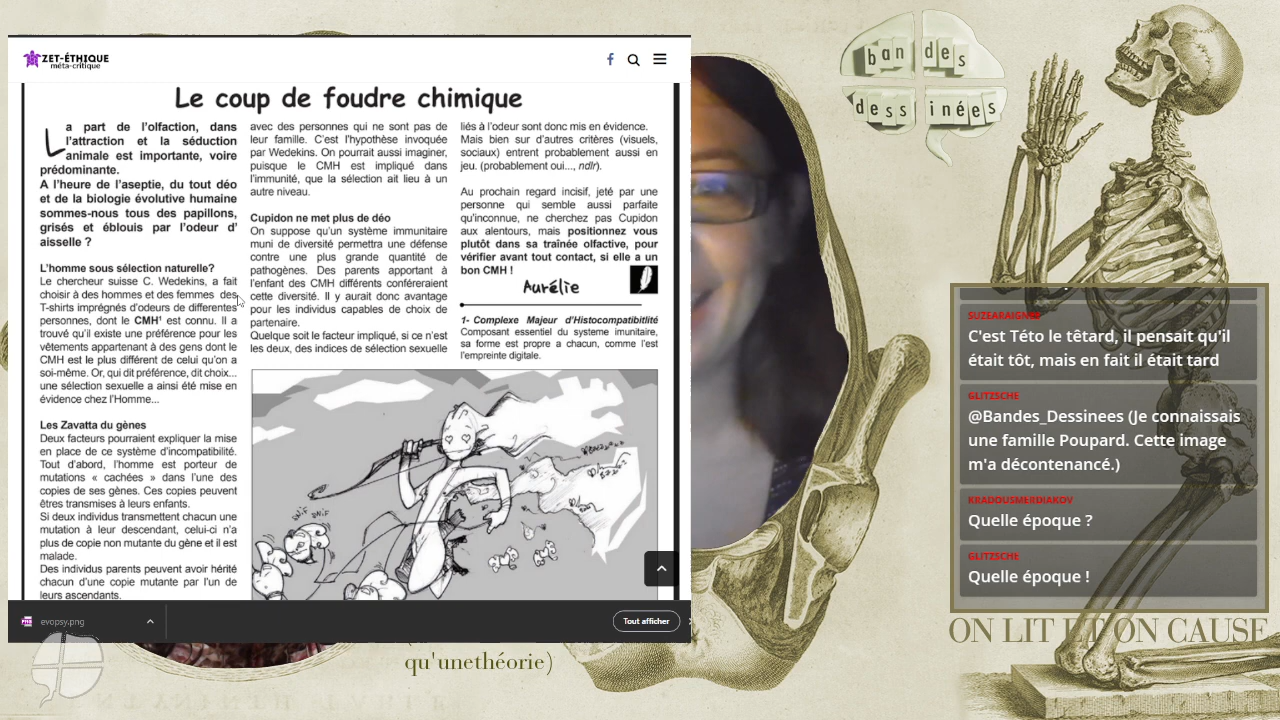 ZET-ÉTHIQUE
méta-critique
Le coup de foudre chimique
La part de l'olfaction, dans
l'attraction et la séduction
animale est importante, voire
prédominante.
A l'heure de l'aseptie, du tout déo
et de la biologie évolutive humaine
sommes-nous tous des papillons,
grisés et éblouis par l'odeur d'
aisselle ?
L'homme sous sélection naturelle?
Le chercheur suisse C. Wedekins, a fait
choisir à des hommes et des femmes des
T-shirts imprégnés d'odeurs de differentes
personnes, dont le CMH¹ est connu. Il a
trouvé qu'il existe une préférence pour les
vêtements appartenant à des gens dont le
CMH est le plus différent de celui qu'on a
soi-même. Or, qui dit préférence, dit choix...
une sélection sexuelle a ainsi été mise en
évidence chez l'Homme...
Les Zavatta du gènes
Deux facteurs pourraient expliquer la mise
en place de ce système d'incompatibilité.
Tout d'abord, l'homme est porteur de
mutations « cachées » dans l'une des
copies de ses gènes. Ces copies peuvent
êtres transmises à leurs enfants.
Si deux individus transmettent chacun une
mutation à leur descendant, celui-ci n'a
plus de copie non mutante du gène et il est
malade.
Des individus parents peuvent avoir hérité
chacun d'une copie mutante par l'un de
leurs ascendants.
avec des personnes qui ne sont pas de
leur famille. C'est l'hypothèse invoquée
par Wedekins. On pourrait aussi imaginer,
puisque le CMH est impliqué dans
l'immunité, que la sélection ait lieu à un
autre niveau.
Cupidon ne met plus de déo
On suppose qu'un système immunitaire
muni de diversité permettra une défense
contre une plus grande quantité de
pathogènes. Des parents apportant à
l'enfant des CMH différents conféreraient
cette diversité. Il y aurait donc avantage
pour les individus capables de choix de
partenaire.
Quelque soit le facteur impliqué, si ce n'est
les deux, des indices de sélection sexuelle
liés à l'odeur sont donc mis en évidence.
Mais bien sur d'autres critères (visuels,
sociaux) entrent probablement aussi en
jeu. (probablement oui..., ndlr).
Au prochain regard incisif, jeté par une
personne qui semble aussi parfaite
qu'inconnue, ne cherchez pas Cupidon
aux alentours, mais positionnez vous
plutôt dans sa traînée olfactive, pour
vérifier avant tout contact, si elle a un
bon CMH !
Aurélie
1- Complexe Majeur d'Histocompatibitlité
Composant essentiel du systeme imunitaire,
sa forme est propre a chacun, comme l'est
l'empreinte digitale.
SNIF SNIF
evopsy.png
Tout afficher
qu'unethéorie)
ban des
dess inées
SUZEARAIGNEE
C'est Této le têtard, il pensait qu'il
était tôt, mais en fait il était tard
GLITZSCHE
@Bandes_Dessinees (Je connaissais
une famille Poupard. Cette image
m'a décontenancé.)
KRADOUSMERDIAKOV
Quelle époque ?
GLITZSCHE
Quelle époque !
ON LIT ET ON CAUSE